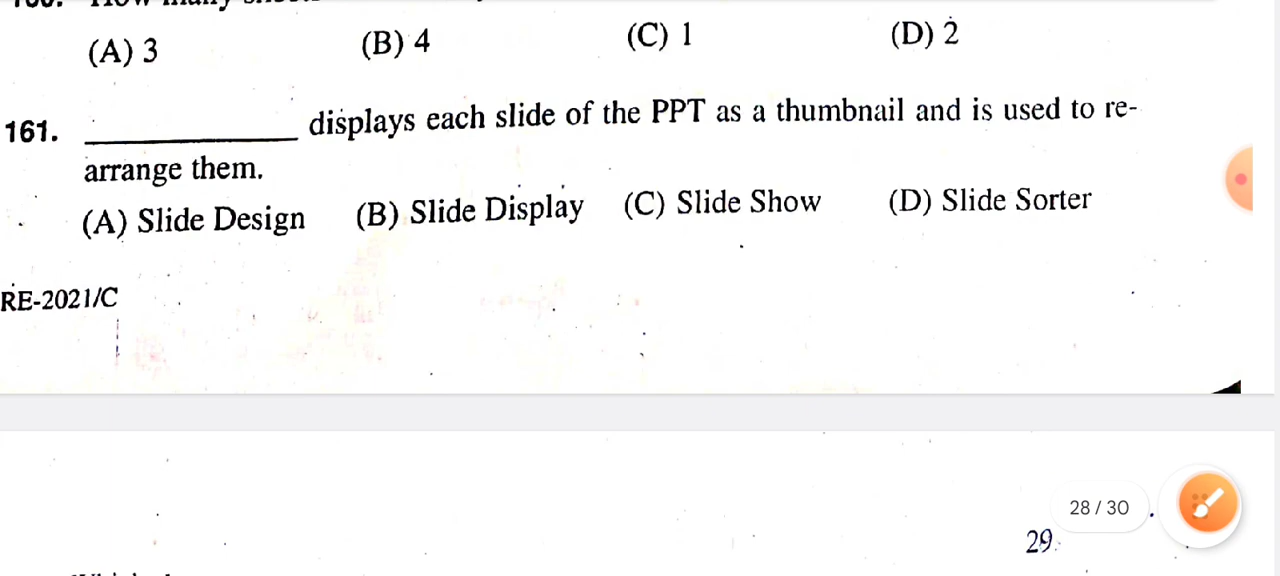 (A) 3 (B) 4 (C) 1 (D) 2
161. ____________ displays each slide of the PPT as a thumbnail and is used to re-
arrange them.
(A) Slide Design (B) Slide Display (C) Slide Show (D) Slide Sorter
RE-2021/C
28 / 30
29.